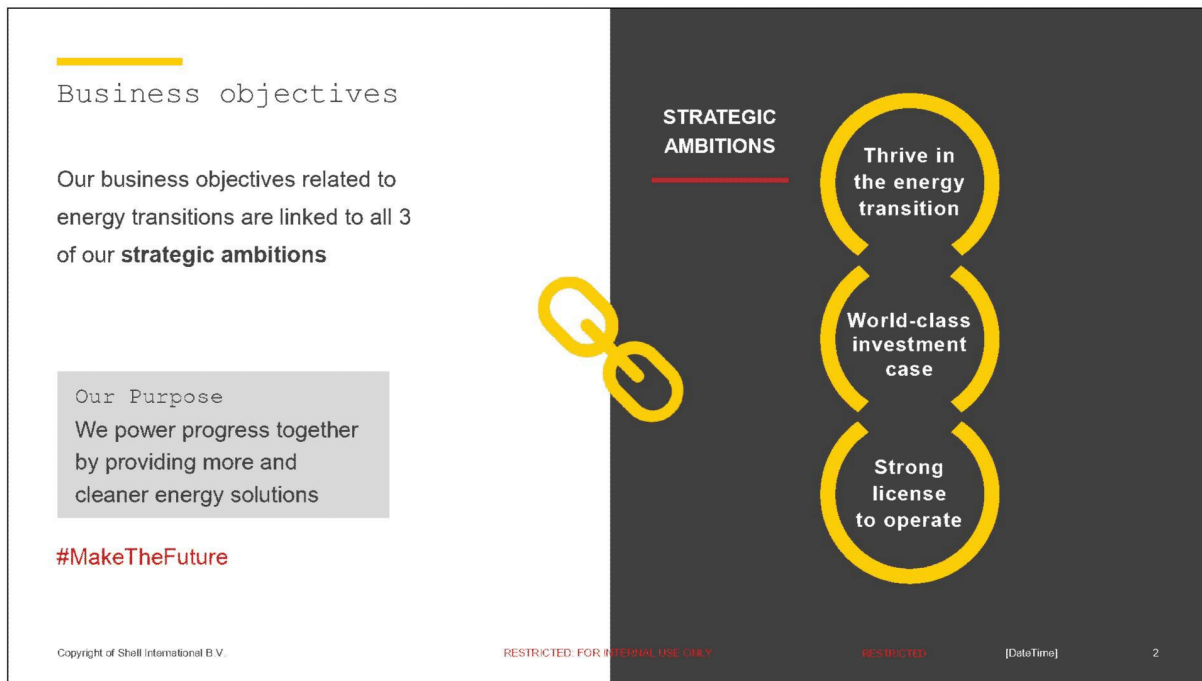 Business objectives
Our business objectives related to
energy transitions are linked to all 3
of our strategic ambitions
Our Purpose
We power progress together
by providing more and
cleaner energy solutions
#MakeTheFuture
STRATEGIC
AMBITIONS
Thrive in
the energy
transition
World-class
investment
case
Strong
license
to operate
Copyright of Shell International B.V.
RESTRICTED: FOR INTERNAL USE ONLY
RESTRICTED
[DateTime]
2